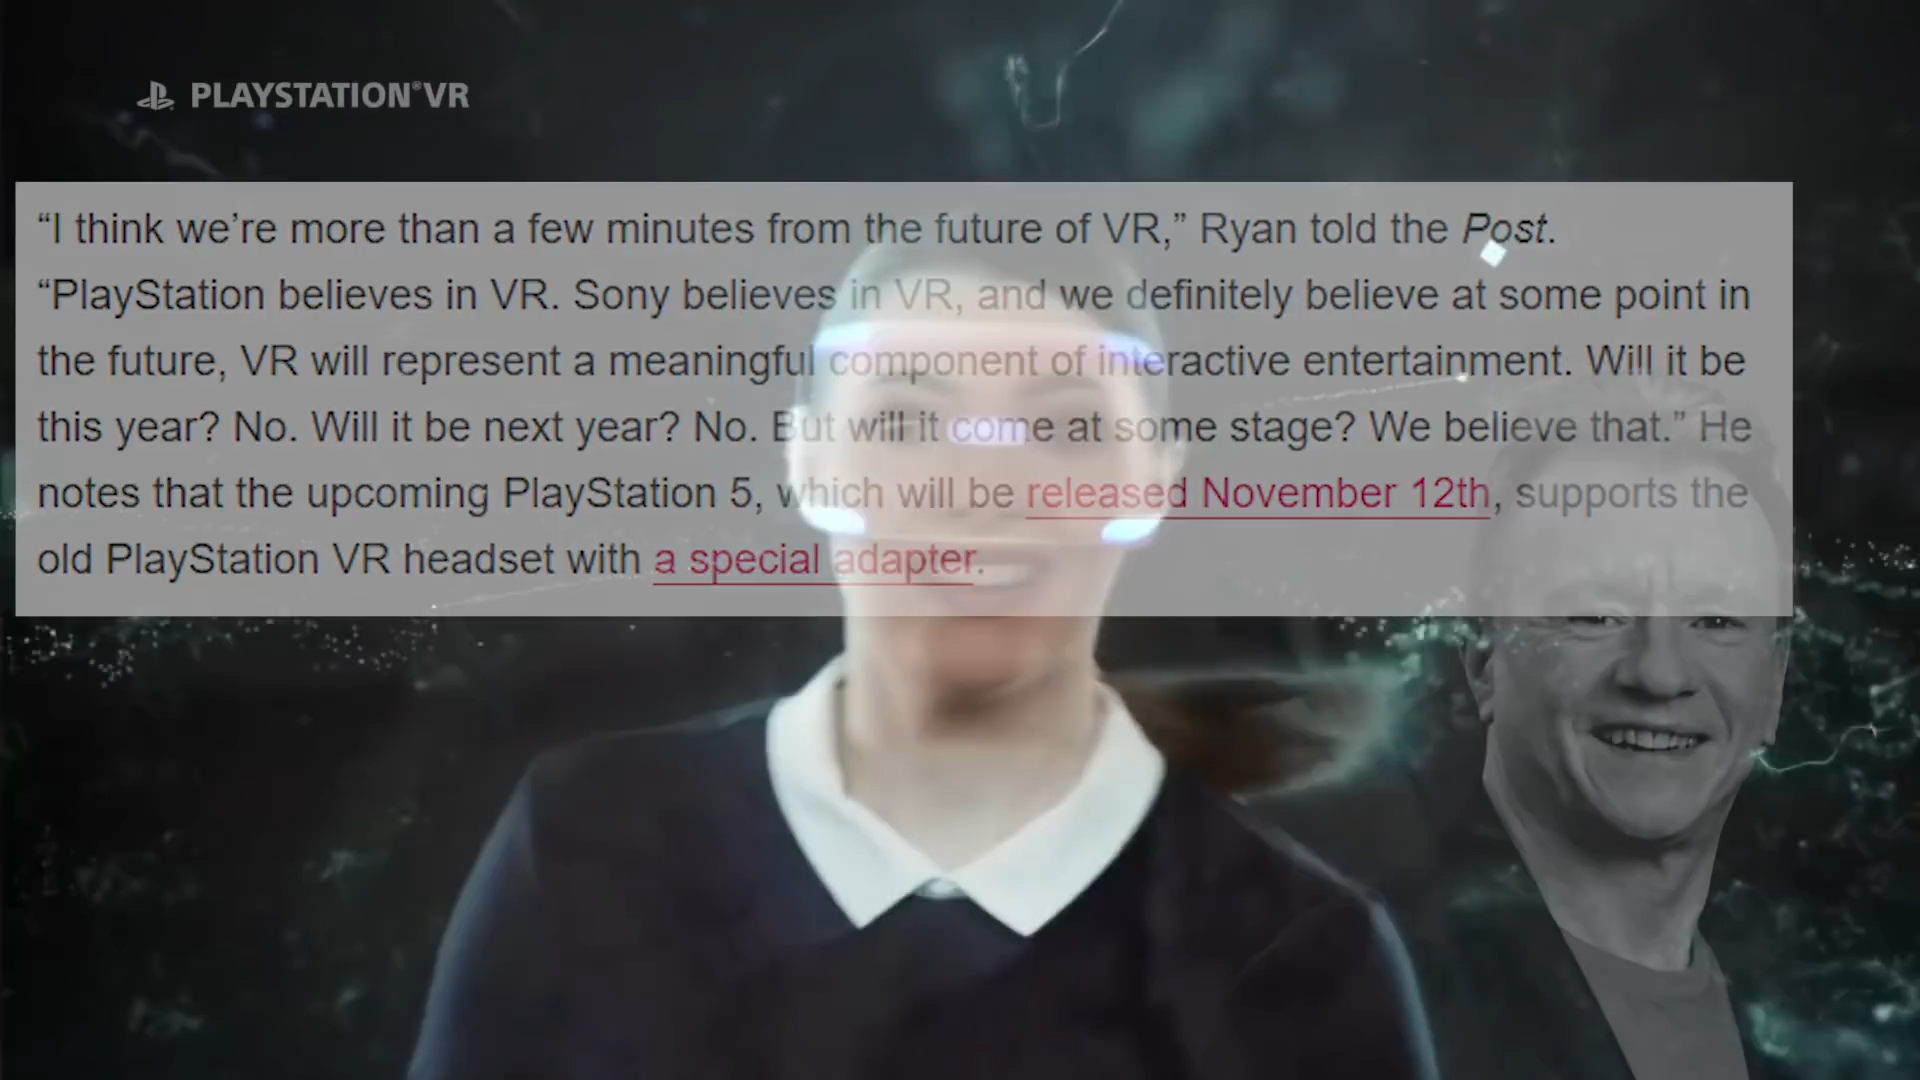 PLAYSTATION®VR
“I think we’re more than a few minutes from the future of VR,” Ryan told the Post.
“PlayStation believes in VR. Sony believes in VR, and we definitely believe at some point in
the future, VR will represent a meaningful component of interactive entertainment. Will it be
this year? No. Will it be next year? No. But will it come at some stage? We believe that.” He
notes that the upcoming PlayStation 5, which will be released November 12th, supports the
old PlayStation VR headset with a special adapter.